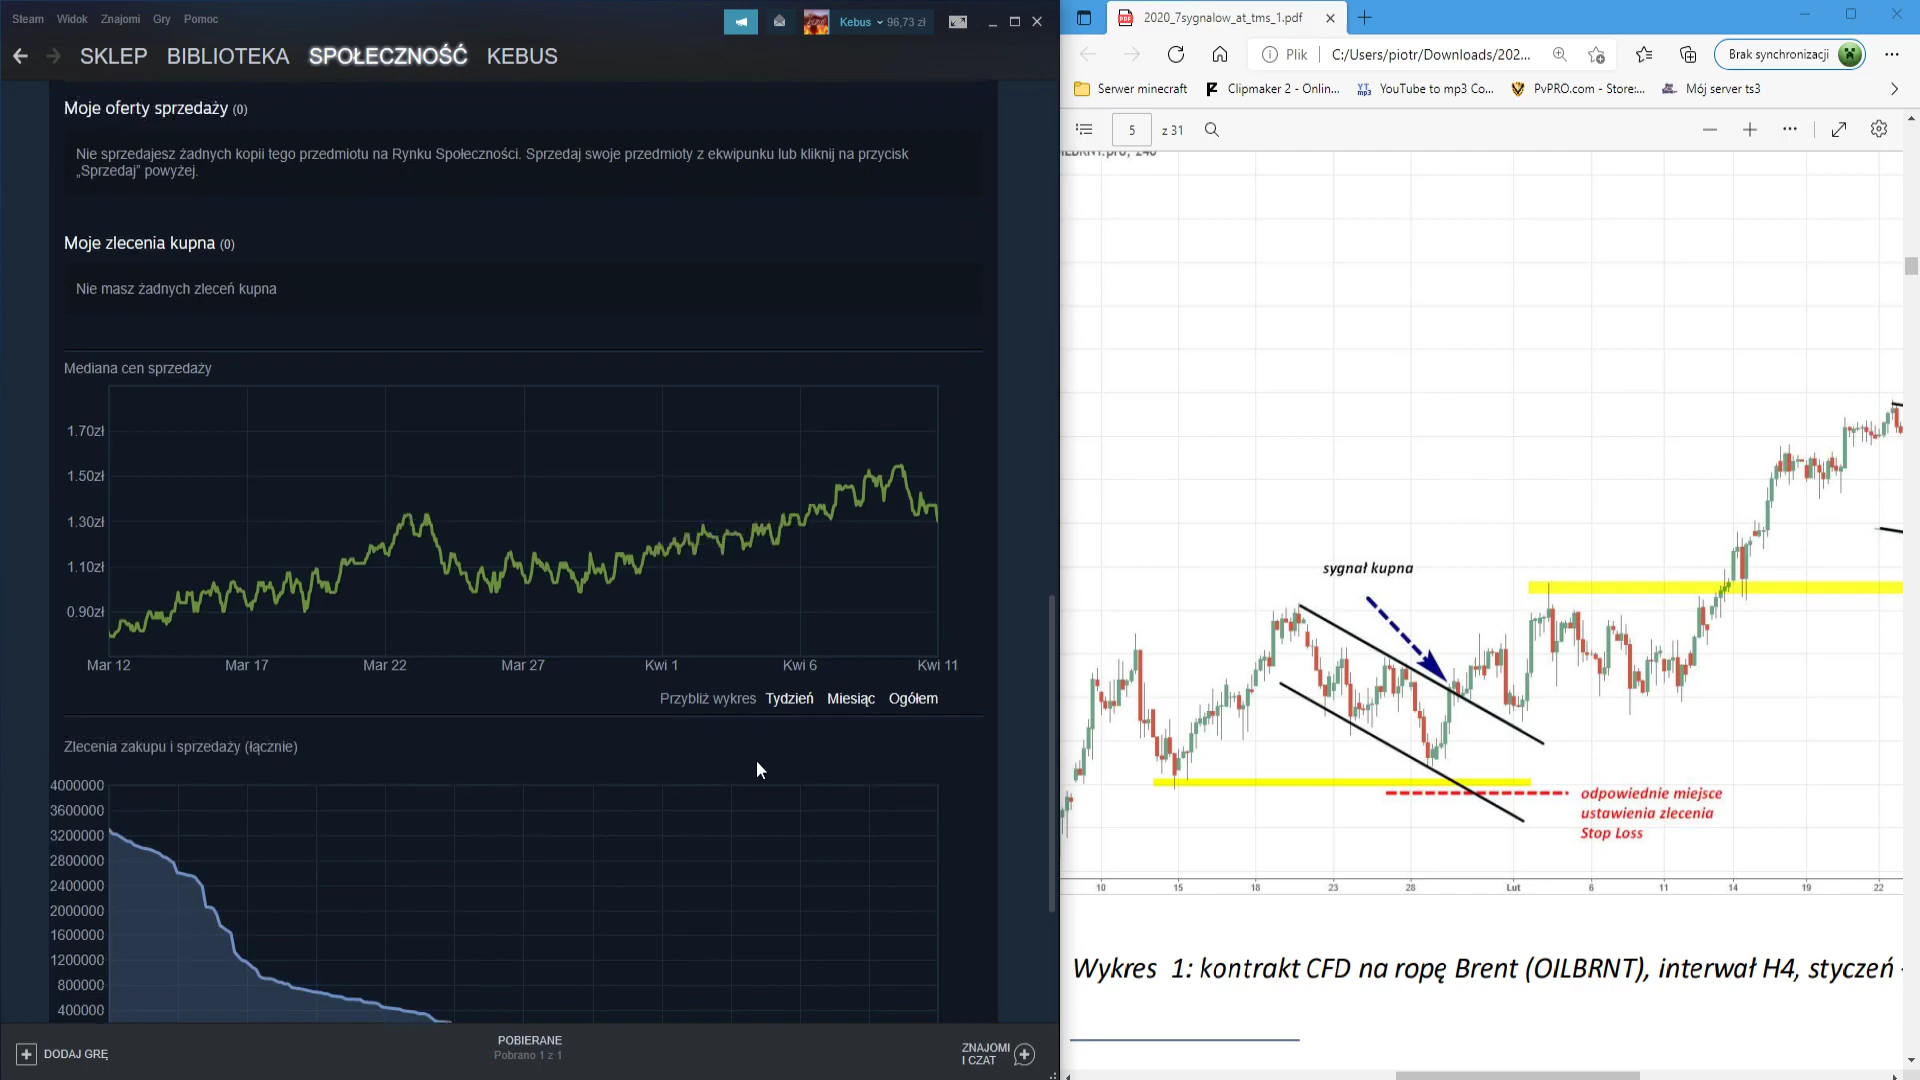 Steam Widok Znajomi Gry Pomoc
Kebus 96,73 zł
SKLEP BIBLIOTEKA SPOŁECZNOŚĆ KEBUS
Moje oferty sprzedaży (0)
Nie sprzedajesz żadnych kopii tego przedmiotu na Rynku Społeczności. Sprzedaj swoje przedmioty z ekwipunku lub kliknij na przycisk
„Sprzedaj” powyżej.
Moje zlecenia kupna (0)
Nie masz żadnych zleceń kupna
Mediana cen sprzedaży
1.70zł
1.50zł
1.30zł
1.10zł
0.90zł
Mar 12 Mar 17 Mar 22 Mar 27 Kwi 1 Kwi 6 Kwi 11
Przybliż wykres Tydzień Miesiąc Ogółem
Zlecenia zakupu i sprzedaży (łącznie)
4000000
3600000
3200000
2800000
2400000
2000000
1600000
1200000
800000
400000
DODAJ GRĘ
POBIERANE
Pobrano 1 z 1
ZNAJOMI
I CZAT
2020_7sygnalow_at_tms_1.pdf
Plik C:/Users/piotr/Downloads/202... Brak synchronizacji
Serwer minecraft Clipmaker 2 - Onlin... YouTube to mp3 Co... PvPRO.com - Store:... Mój server ts3
5 z 31
sygnał kupna
odpowiednie miejsce
ustawienia zlecenia
Stop Loss
10 15 18 23 28 Lut 6 11 14 19 22
Wykres 1: kontrakt CFD na ropę Brent (OILBRNT), interwał H4, styczeń